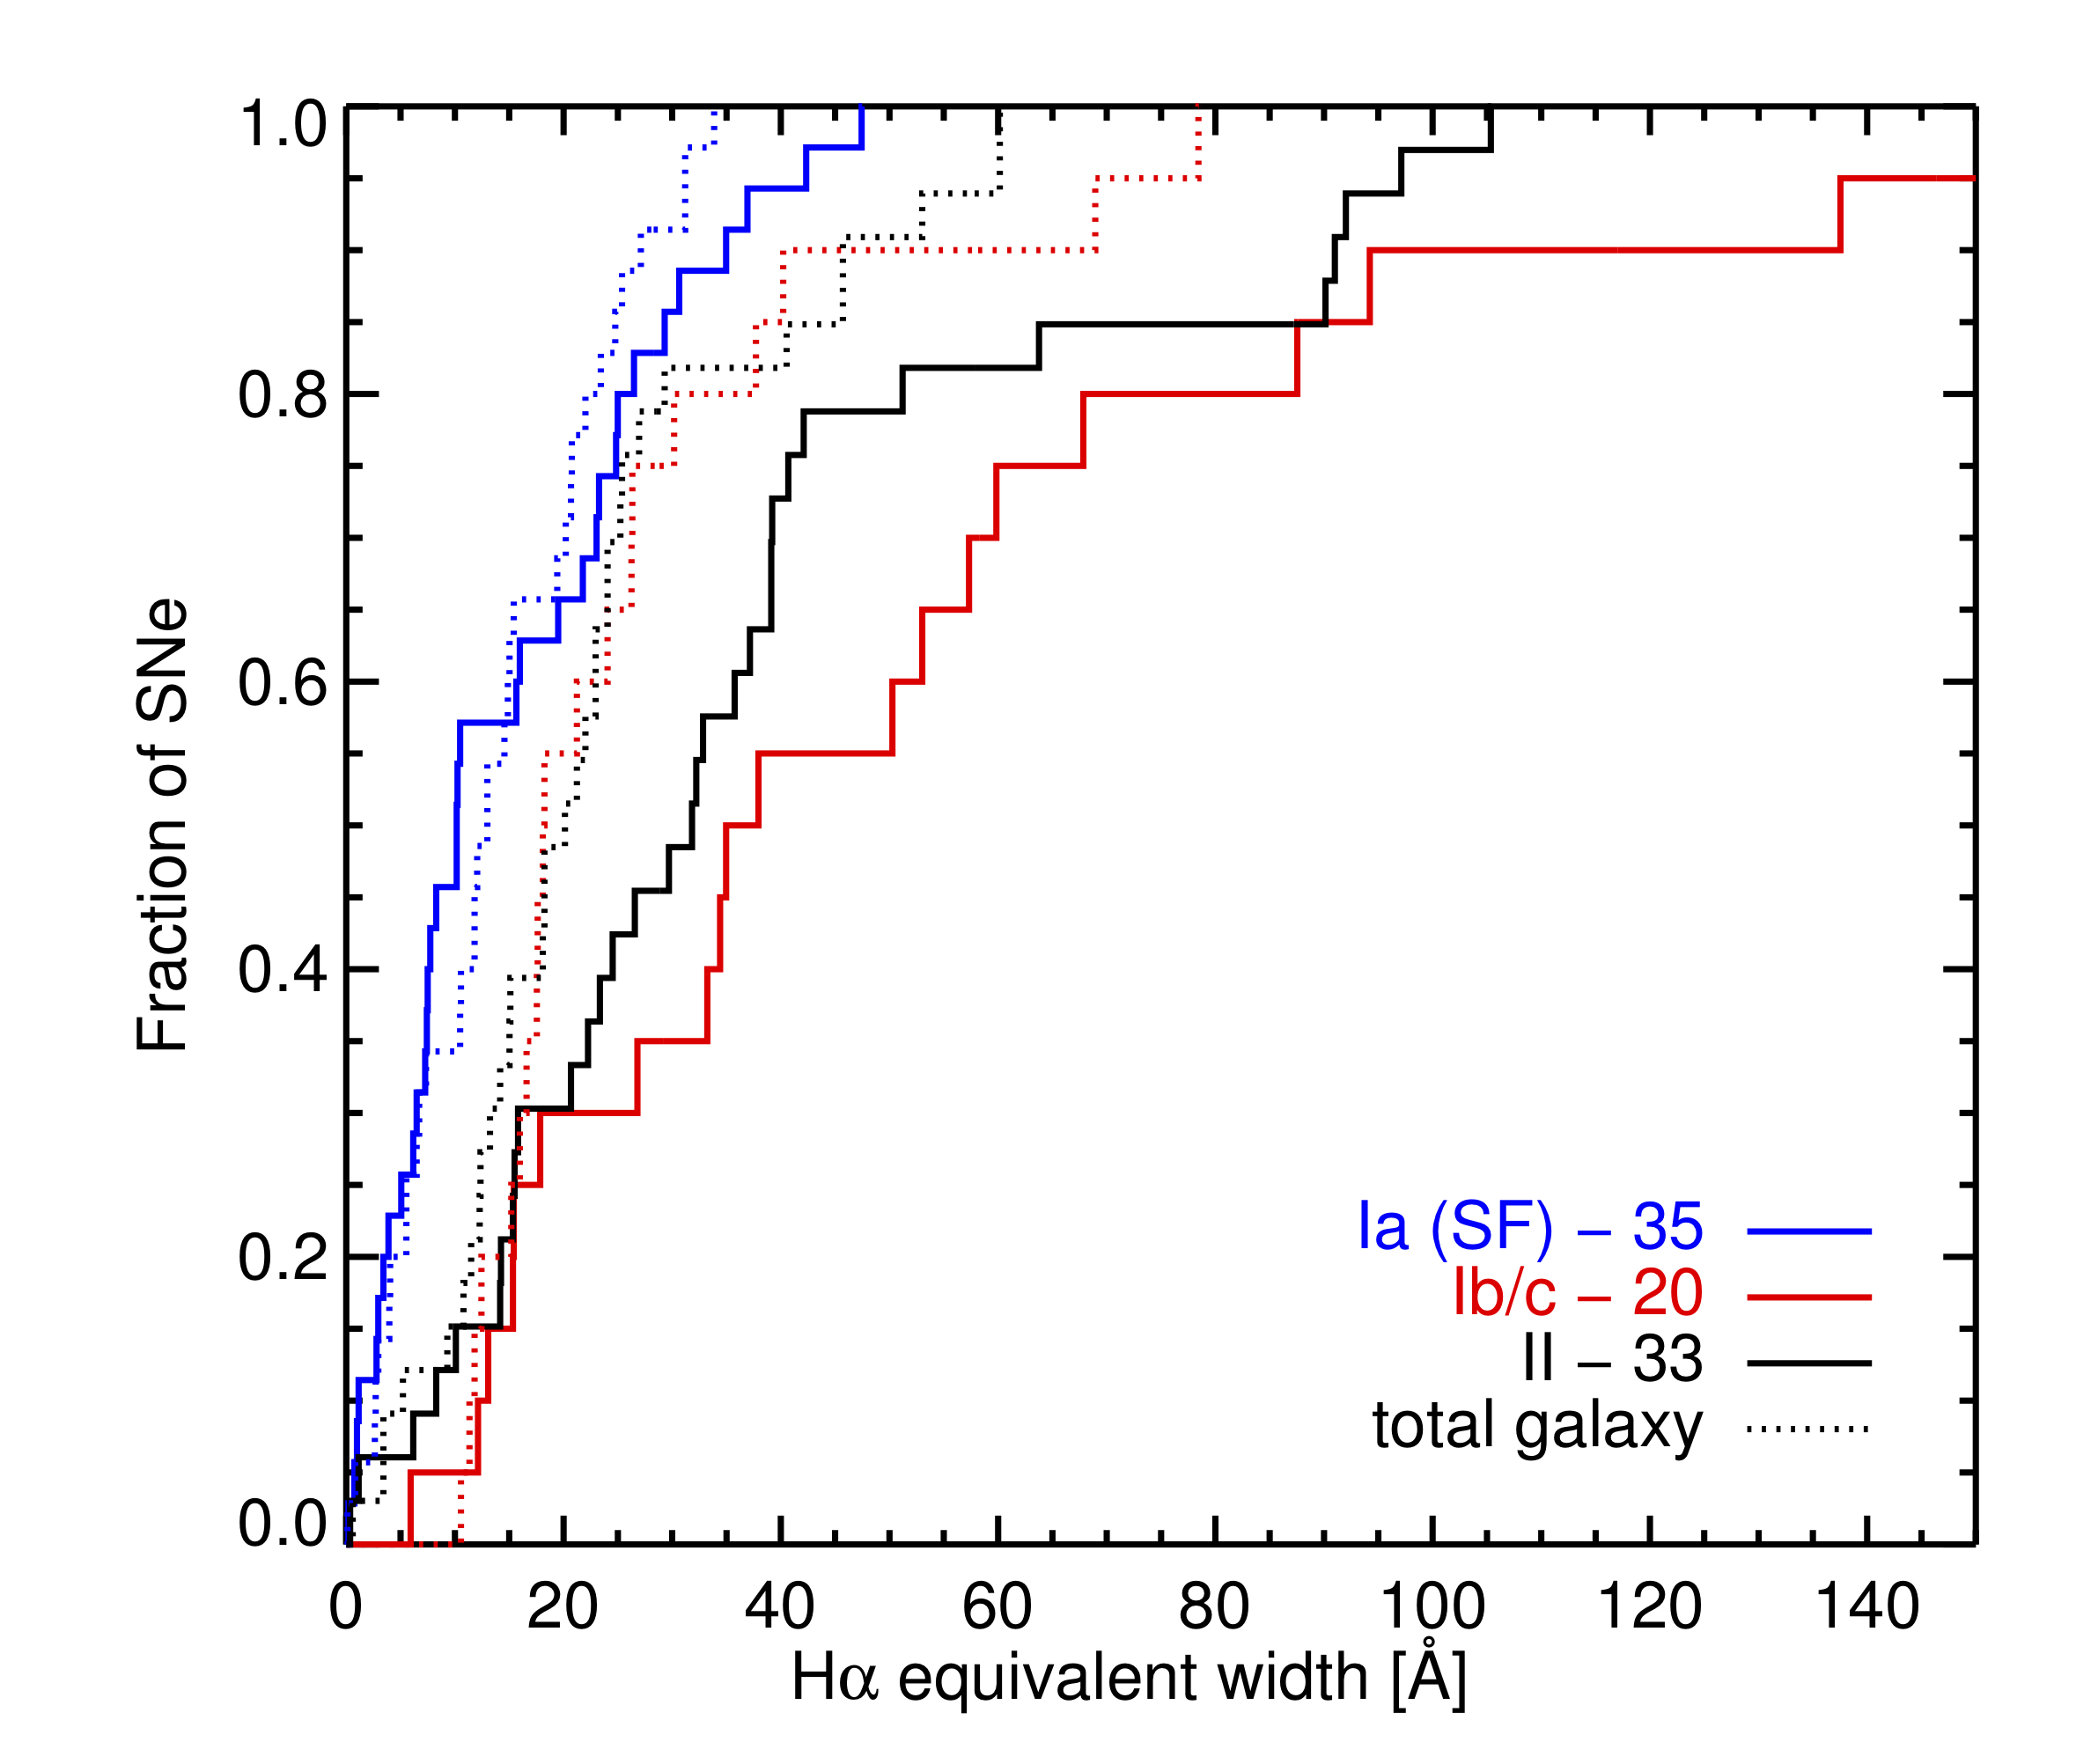 Fraction of SNe
1.0
0.8
0.6
0.4
0.2
0.0
Ia (SF) – 35
Ib/c – 20
II – 33
total galaxy
0 20 40 60 80 100 120 140
Hα equivalent width [Å]